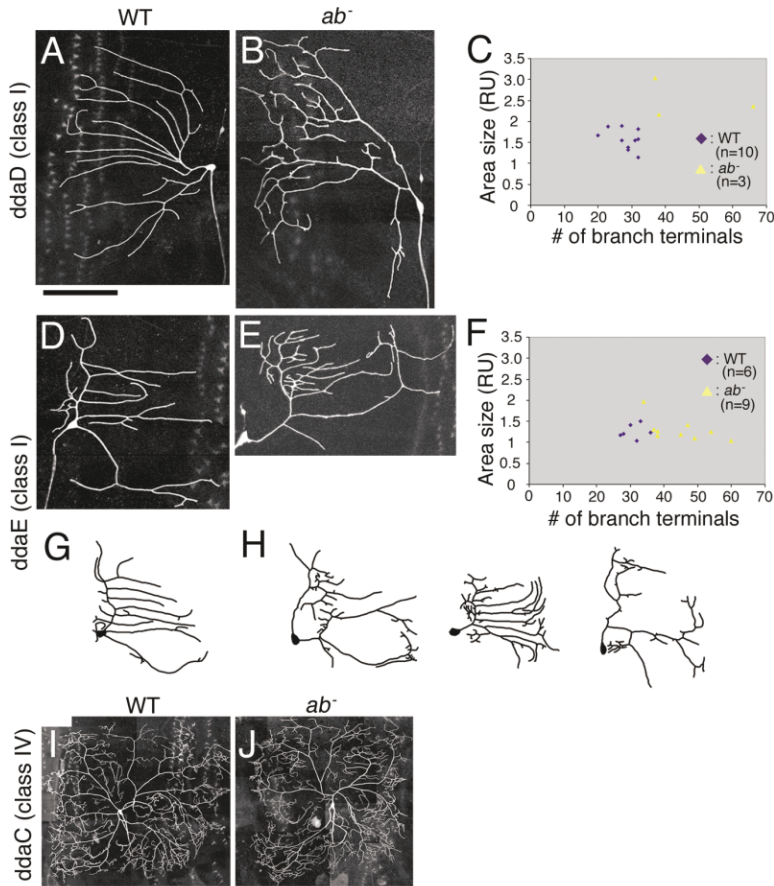 WT
ab-
A
B
C
ddaD (class I)
3.5
3.0
2.5
2
1.5
1
0.5
0
Area size (RU)
: WT
(n=10)
: ab-
(n=3)
0 10 20 30 40 50 60 70
# of branch terminals
D
E
F
ddaE (class I)
3.5
3.0
2.5
2
1.5
1
0.5
0
Area size (RU)
: WT
(n=6)
: ab-
(n=9)
0 10 20 30 40 50 60 70
# of branch terminals
G
H
WT
ab-
I
J
ddaC (class IV)